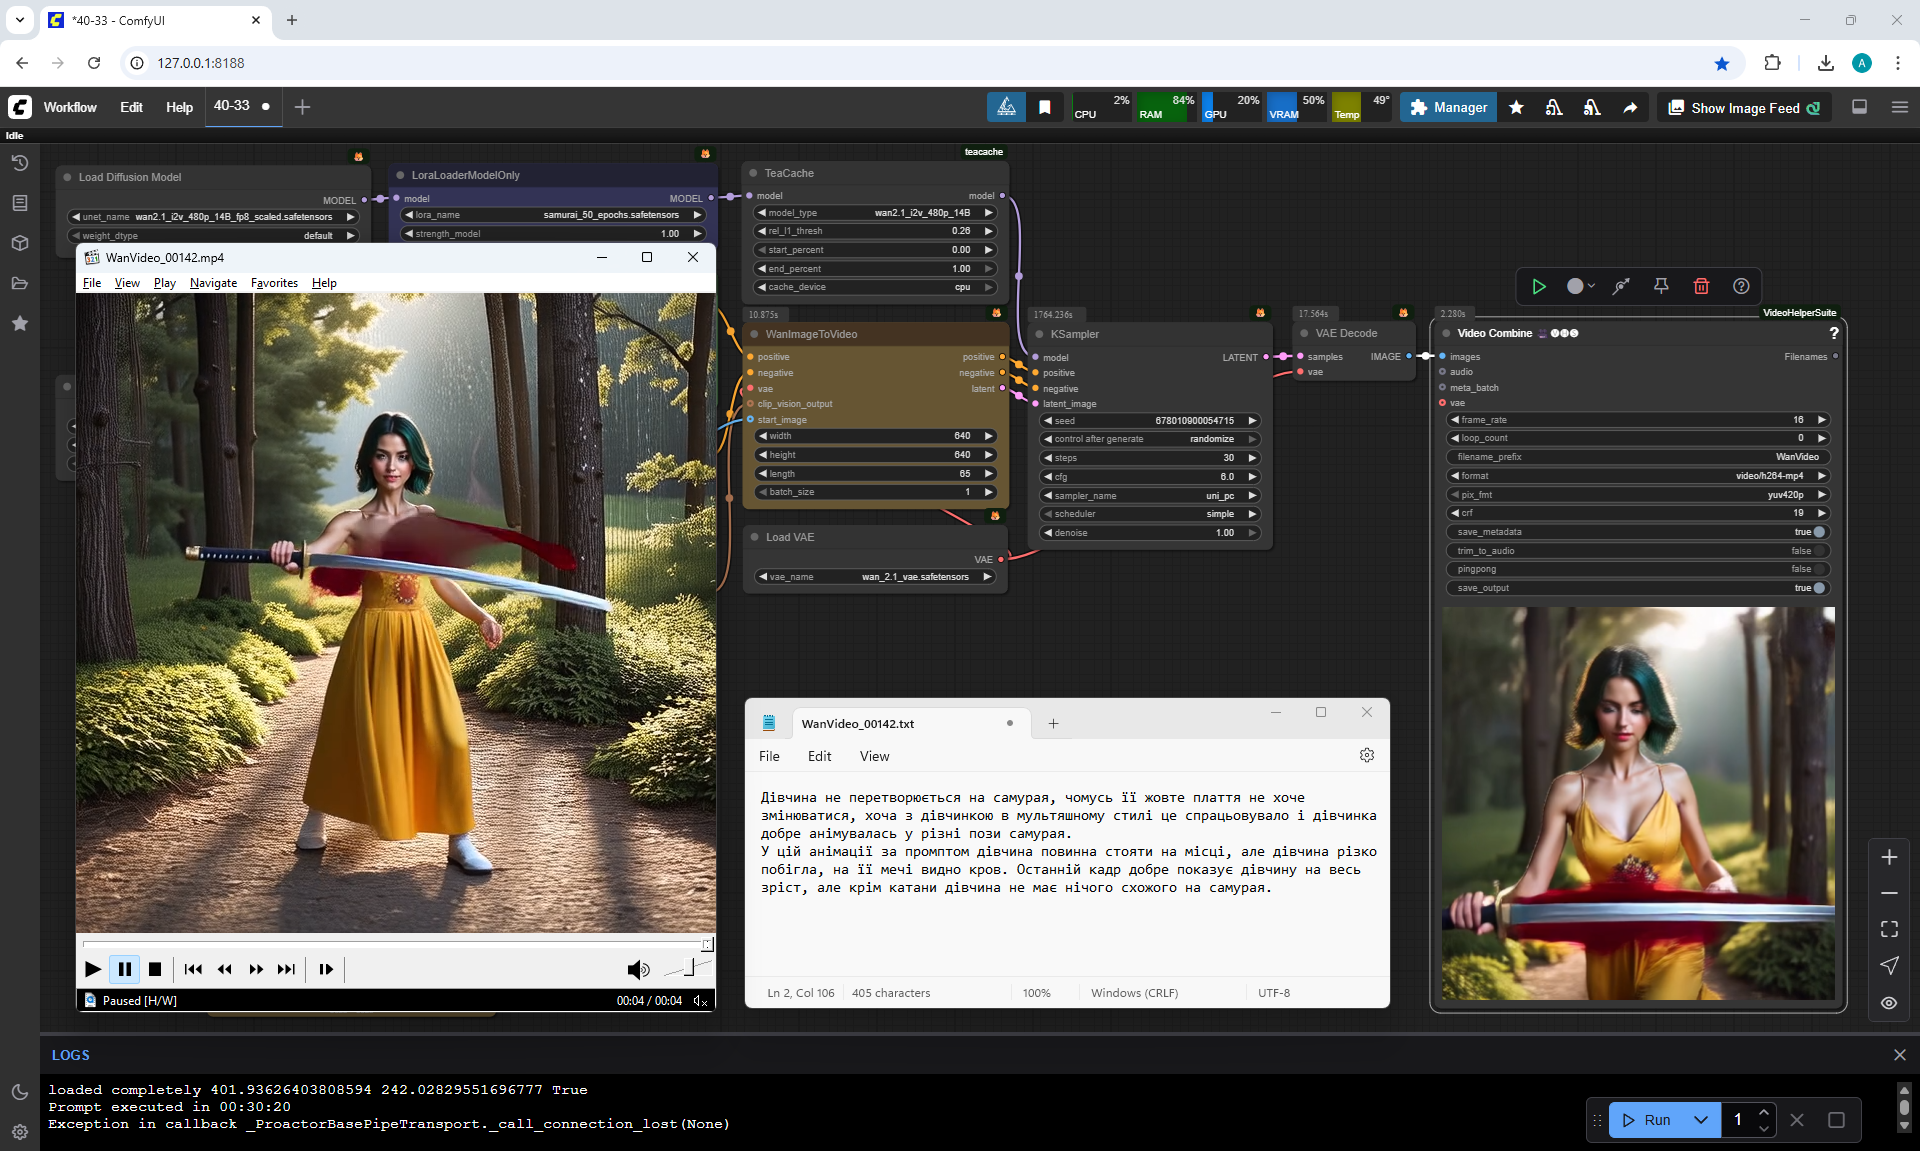 *40-33 - ComfyUI
127.0.0.1:8188
A
Workflow Edit Help 40-33
CPU 2% RAM 84% GPU 20% VRAM 50% Temp 49°
Manager
Show Image Feed
Idle
Load Diffusion Model
MODEL
unet_name wan2.1_i2v_480p_14B_fp8_scaled.safetensors
weight_dtype default
LoraLoaderModelOnly
model MODEL
lora_name samurai_50_epochs.safetensors
strength_model 1.00
teacache
TeaCache
model model
model_type wan2.1_i2v_480p_14B
rel_l1_thresh 0.26
start_percent 0.00
end_percent 1.00
cache_device cpu
10.875s
WanImageToVideo
positive positive
negative negative
vae latent
clip_vision_output
start_image
width 640
height 640
length 65
batch_size 1
Load VAE
VAE
vae_name wan_2.1_vae.safetensors
1764.236s
KSampler
model LATENT
positive
negative
latent_image
seed 678010900054715
control after generate randomize
steps 30
cfg 6.0
sampler_name uni_pc
scheduler simple
denoise 1.00
17.564s
VAE Decode
samples IMAGE
vae
2.280s
VideoHelperSuite
Video Combine VHS ?
images Filenames
audio
meta_batch
vae
frame_rate 16
loop_count 0
filename_prefix WanVideo
format video/h264-mp4
pix_fmt yuv420p
crf 19
save_metadata true
trim_to_audio false
pingpong false
save_output true
WanVideo_00142.mp4
File View Play Navigate Favorites Help
Paused [H/W] 00:04 / 00:04
WanVideo_00142.txt
File Edit View
Дівчина не перетворюється на самурая, чомусь її жовте плаття не хоче
змінюватися, хоча з дівчинкою в мультяшному стилі це спрацьовувало і дівчинка
добре анімувалась у різні пози самурая.
У цій анімації за промптом дівчина повинна стояти на місці, але дівчина різко
побігла, на її мечі видно кров. Останній кадр добре показує дівчину на весь
зріст, але крім катани дівчина не має нічого схожого на самурая.
Ln 2, Col 106 405 characters 100% Windows (CRLF) UTF-8
LOGS
loaded completely 401.93626403808594 242.02829551696777 True
Prompt executed in 00:30:20
Exception in callback _ProactorBasePipeTransport._call_connection_lost(None)
Run 1